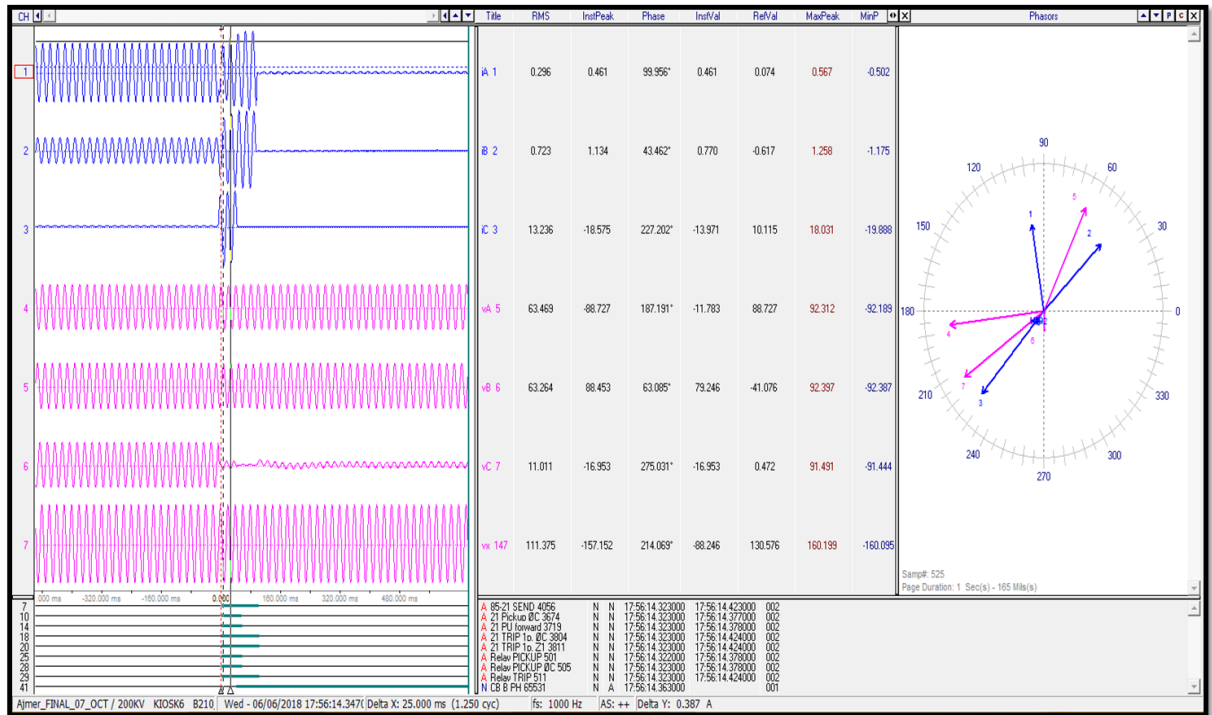 CH Title RMS InstPeak Phase InstVal RefVal MaxPeak MinP Phasors P C X
1 iA 1 0.296 0.461 99.956° 0.461 0.074 0.567 -0.502
2 iB 2 0.723 1.134 43.462° 0.770 -0.617 1.258 -1.175
3 iC 3 13.236 -18.575 227.202° -13.971 10.115 18.031 -19.888
4 vA 5 63.469 -88.727 187.191° -11.783 88.727 92.312 -92.189
5 vB 6 63.264 88.453 63.085° 79.246 -41.076 92.397 -92.387
6 vC 7 11.011 -16.953 275.031° -16.953 0.472 91.491 -91.444
7 vx 147 111.375 -157.152 214.069° -88.246 130.576 160.199 -160.095
90
120 60
150 30
180 0
210 330
240 300
270
1 5 2 4 6 7 3
Samp#: 525
Page Duration: 1 Sec(s) - 165 Mils(s)
.000 ms -320.000 ms -160.000 ms 0.000 160.000 ms 320.000 ms 480.000 ms
7 A 85-21 SEND 4056 N N 17:56:14.323000 17:56:14.423000 002
10 A 21 Pickup ØC 3674 N N 17:56:14.323000 17:56:14.377000 002
14 A 21 PU forward 3719 N N 17:56:14.323000 17:56:14.378000 002
18 A 21 TRIP 1p. ØC 3804 N N 17:56:14.323000 17:56:14.424000 002
20 A 21 TRIP 1p. Z1 3811 N N 17:56:14.323000 17:56:14.424000 002
25 A Relay PICKUP 501 N N 17:56:14.322000 17:56:14.378000 002
28 A Relay PICKUP ØC 505 N N 17:56:14.323000 17:56:14.378000 002
29 A Relay TRIP 511 N N 17:56:14.323000 17:56:14.424000 002
41 N CB B PH 65531 N A 17:56:14.363000 001
Ajmer_FINAL_07_OCT / 200KV KIOSK6 B210 Wed - 06/06/2018 17:56:14.347( Delta X: 25.000 ms (1.250 cyc) fs: 1000 Hz AS: ++ Delta Y: 0.387 A